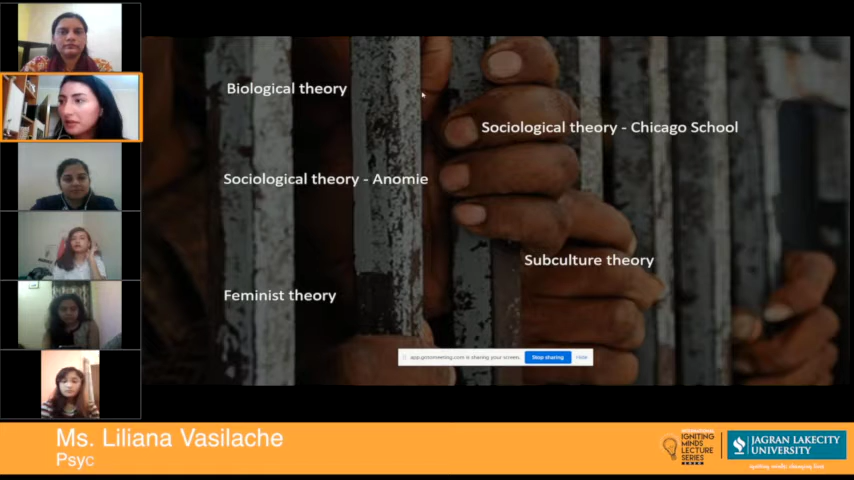 Biological theory
Sociological theory - Chicago School
Sociological theory - Anomie
Subculture theory
Feminist theory
app.gotomeeting.com is sharing your screen.
Stop sharing
Hide
Ms. Liliana Vasilache
Psyc
INTERNATIONAL
IGNITING
MINDS
LECTURE
SERIES
JAGRAN LAKECITY
UNIVERSITY